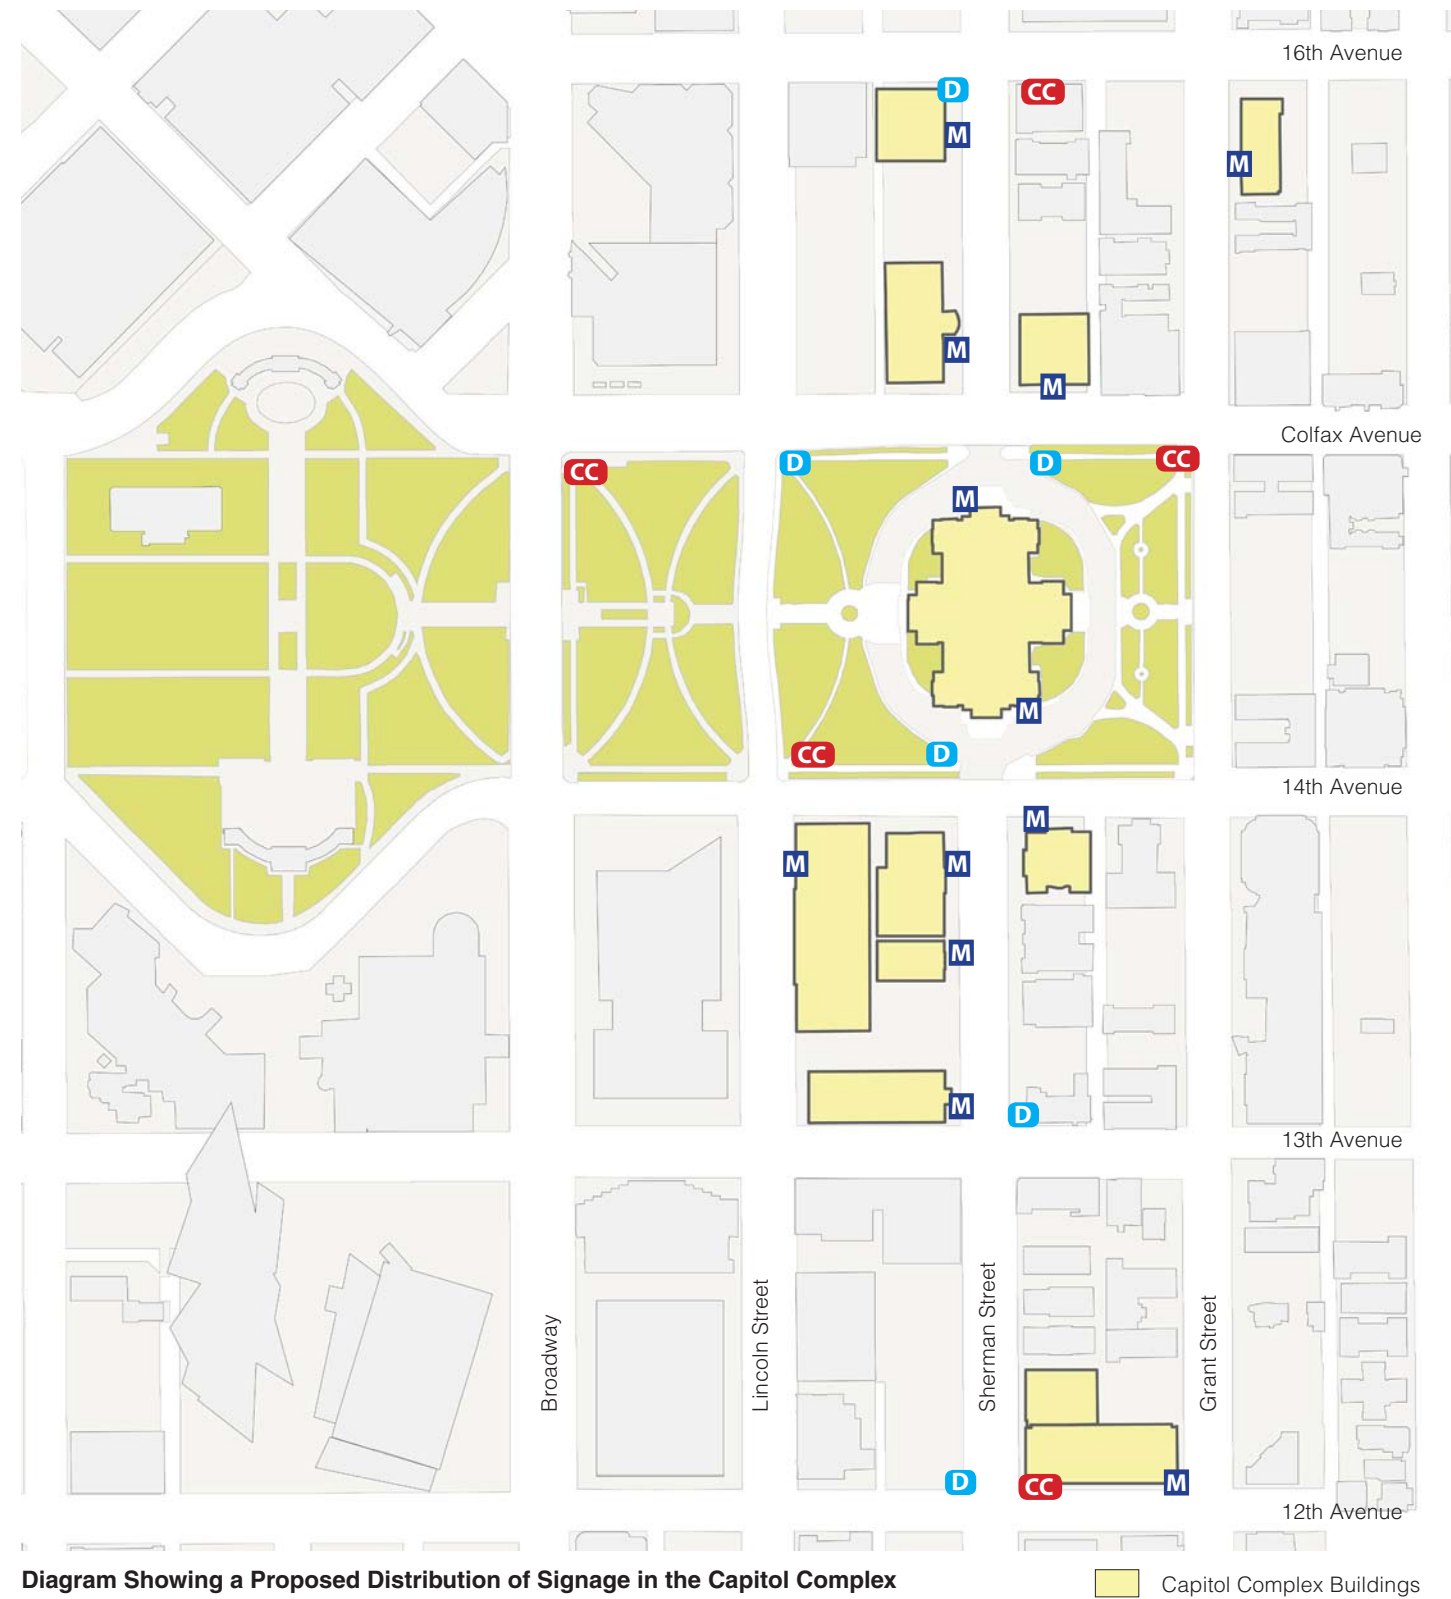 16th Avenue
D
CC
M
M
M
M
Colfax Avenue
M
D
D
CC
CC
M
M
CC
D
14th Avenue
M
M
M
M
M
D
13th Avenue
Broadway
Lincoln Street
Sherman Street
Grant Street
D
CC
M
12th Avenue
Diagram Showing a Proposed Distribution of Signage in the Capitol Complex
Capitol Complex Buildings